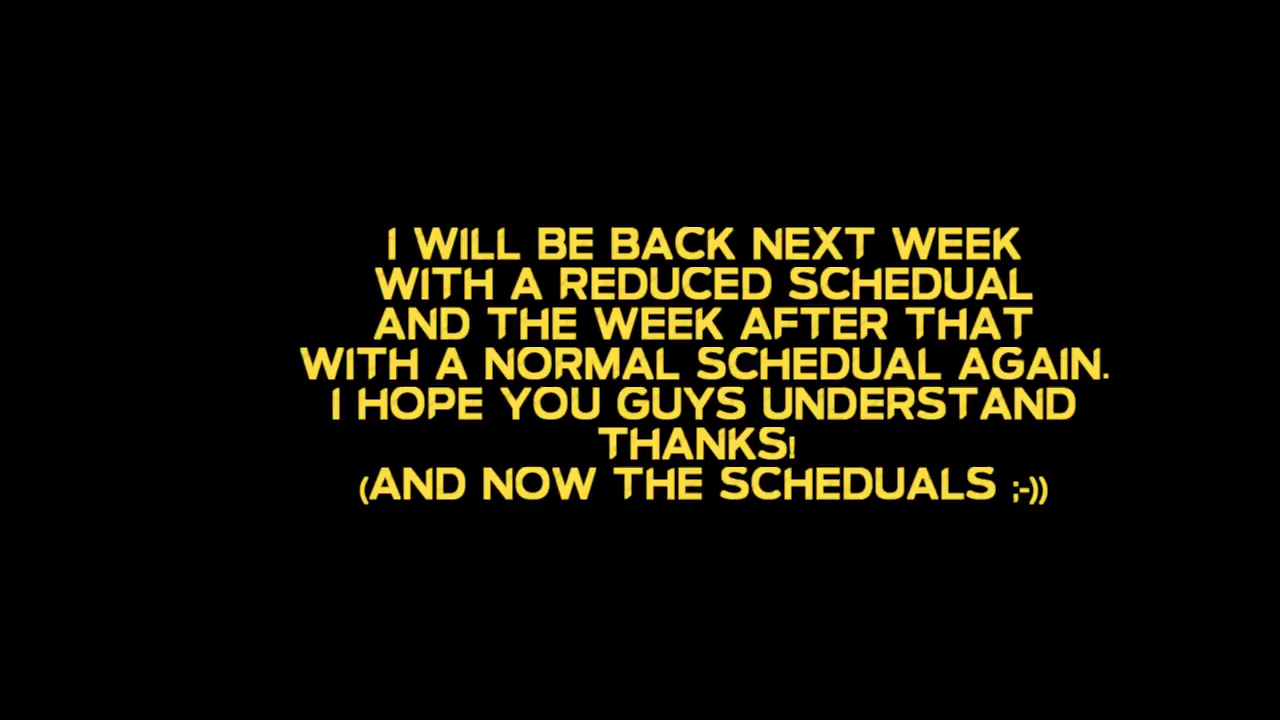 I WILL BE BACK NEXT WEEK
WITH A REDUCED SCHEDUAL
AND THE WEEK AFTER THAT
WITH A NORMAL SCHEDUAL AGAIN.
I HOPE YOU GUYS UNDERSTAND
THANKS!
(AND NOW THE SCHEDUALS ;-))